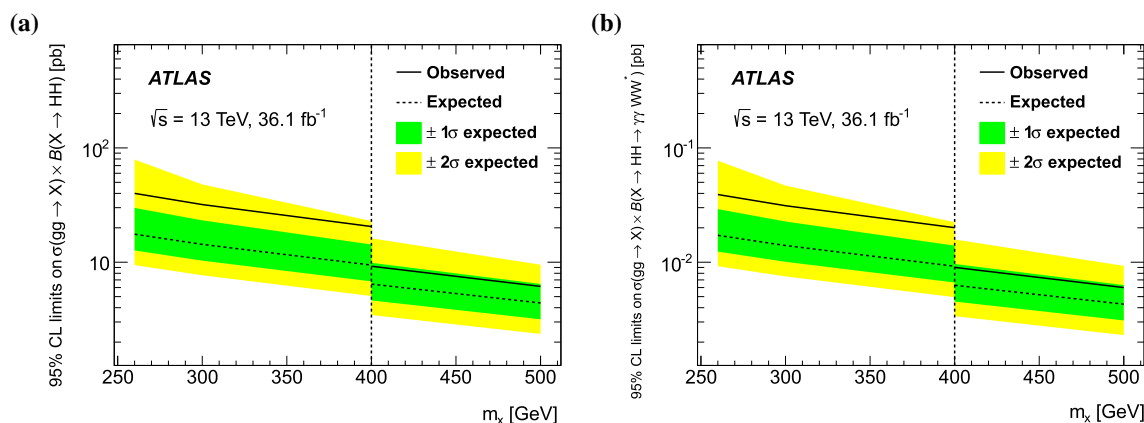 (a)
95% CL limits on σ(gg → X) × B(X → HH) [pb]
ATLAS
√s = 13 TeV, 36.1 fb⁻¹
Observed
Expected
± 1σ expected
± 2σ expected
10²
10
250 300 350 400 450 500
mₓ [GeV]
(b)
95% CL limits on σ(gg → X) × B(X → HH → γγ WW*) [pb]
ATLAS
√s = 13 TeV, 36.1 fb⁻¹
Observed
Expected
± 1σ expected
± 2σ expected
10⁻¹
10⁻²
250 300 350 400 450 500
mₓ [GeV]